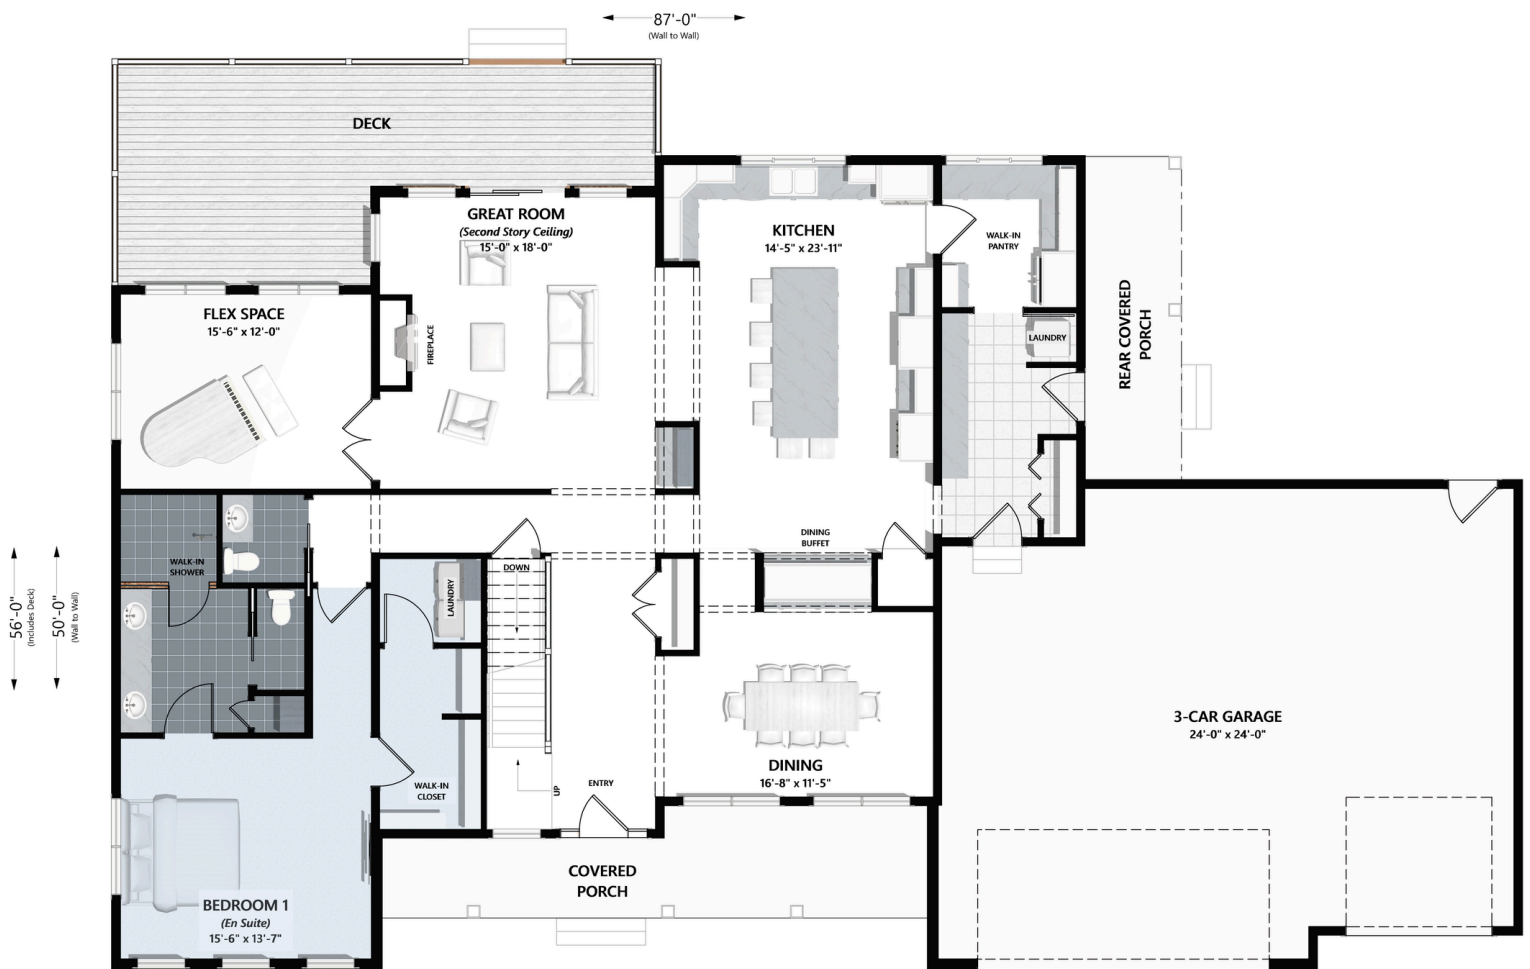 87'-0"
(Wall to Wall)
DECK
GREAT ROOM
(Second Story Ceiling)
15'-0" x 18'-0"
KITCHEN
14'-5" x 23'-11"
WALK-IN
PANTRY
REAR COVERED
PORCH
FLEX SPACE
15'-6" x 12'-0"
FIREPLACE
LAUNDRY
DINING
BUFFET
WALK-IN
SHOWER
DOWN
LAUNDRY
56'-0"
(Includes Deck)
50'-0"
(Wall to Wall)
3-CAR GARAGE
24'-0" x 24'-0"
DINING
16'-8" x 11'-5"
ENTRY
UP
WALK-IN
CLOSET
COVERED
PORCH
BEDROOM 1
(En Suite)
15'-6" x 13'-7"